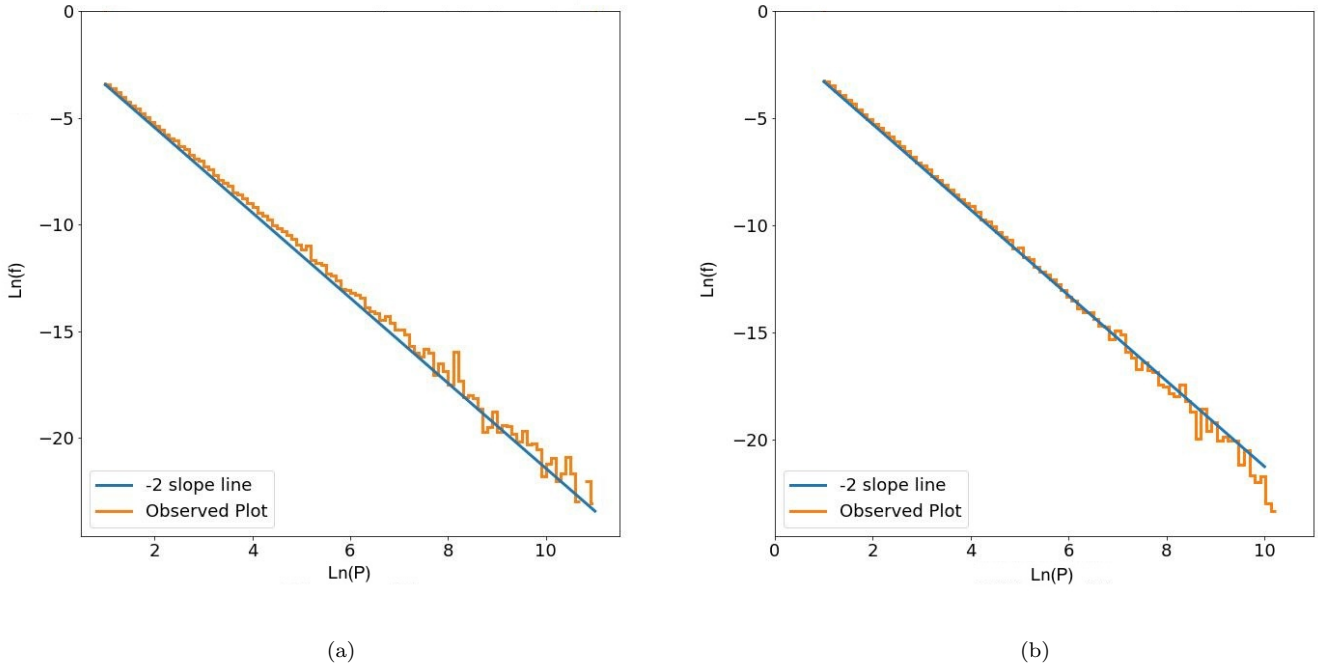 0
−5
−10
−15
−20
Ln(f)
-2 slope line
Observed Plot
2 4 6 8 10
Ln(P)
(a)
0
−5
−10
−15
−20
Ln(f)
-2 slope line
Observed Plot
0 2 4 6 8 10
Ln(P)
(b)